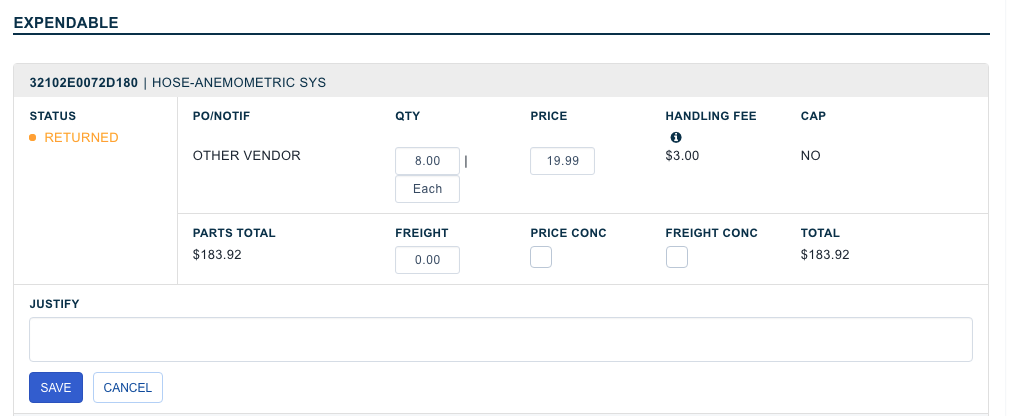 EXPENDABLE
32102E0072D180 | HOSE-ANEMOMETRIC SYS
STATUS PO/NOTIF QTY PRICE HANDLING FEE CAP
RETURNED
OTHER VENDOR 8.00 | 19.99 $3.00 NO
Each
PARTS TOTAL FREIGHT PRICE CONC FREIGHT CONC TOTAL
$183.92 0.00 $183.92
JUSTIFY
SAVE CANCEL